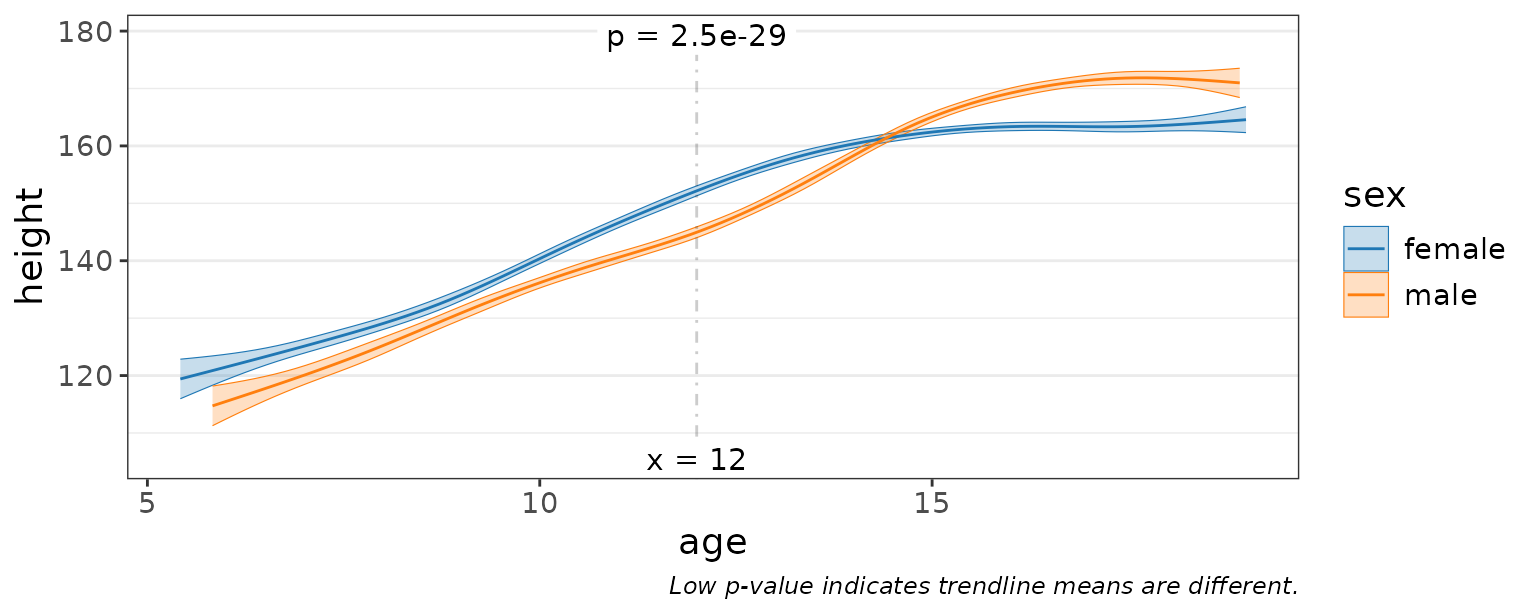 180
160
140
120
height
p = 2.5e-29
x = 12
5
10
15
age
sex
female
male
Low p-value indicates trendline means are different.